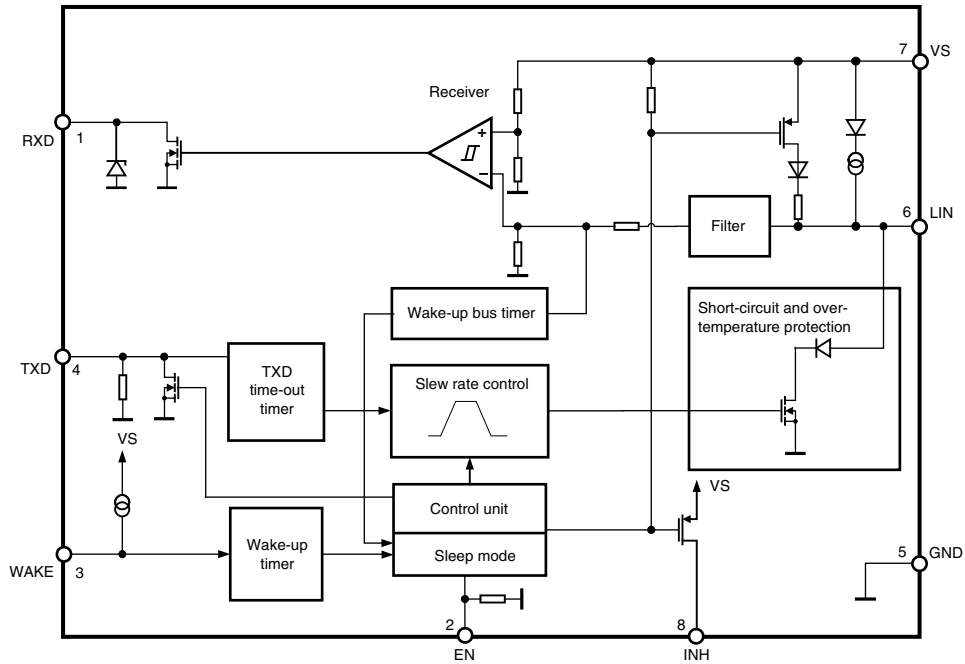 7
VS
Receiver
RXD
1
+
−
6
LIN
Filter
Wake-up bus timer
Short-circuit and over-
temperature protection
TXD
4
TXD
time-out
timer
Slew rate control
VS
VS
Control unit
Sleep mode
WAKE
3
Wake-up
timer
5
GND
2
EN
8
INH